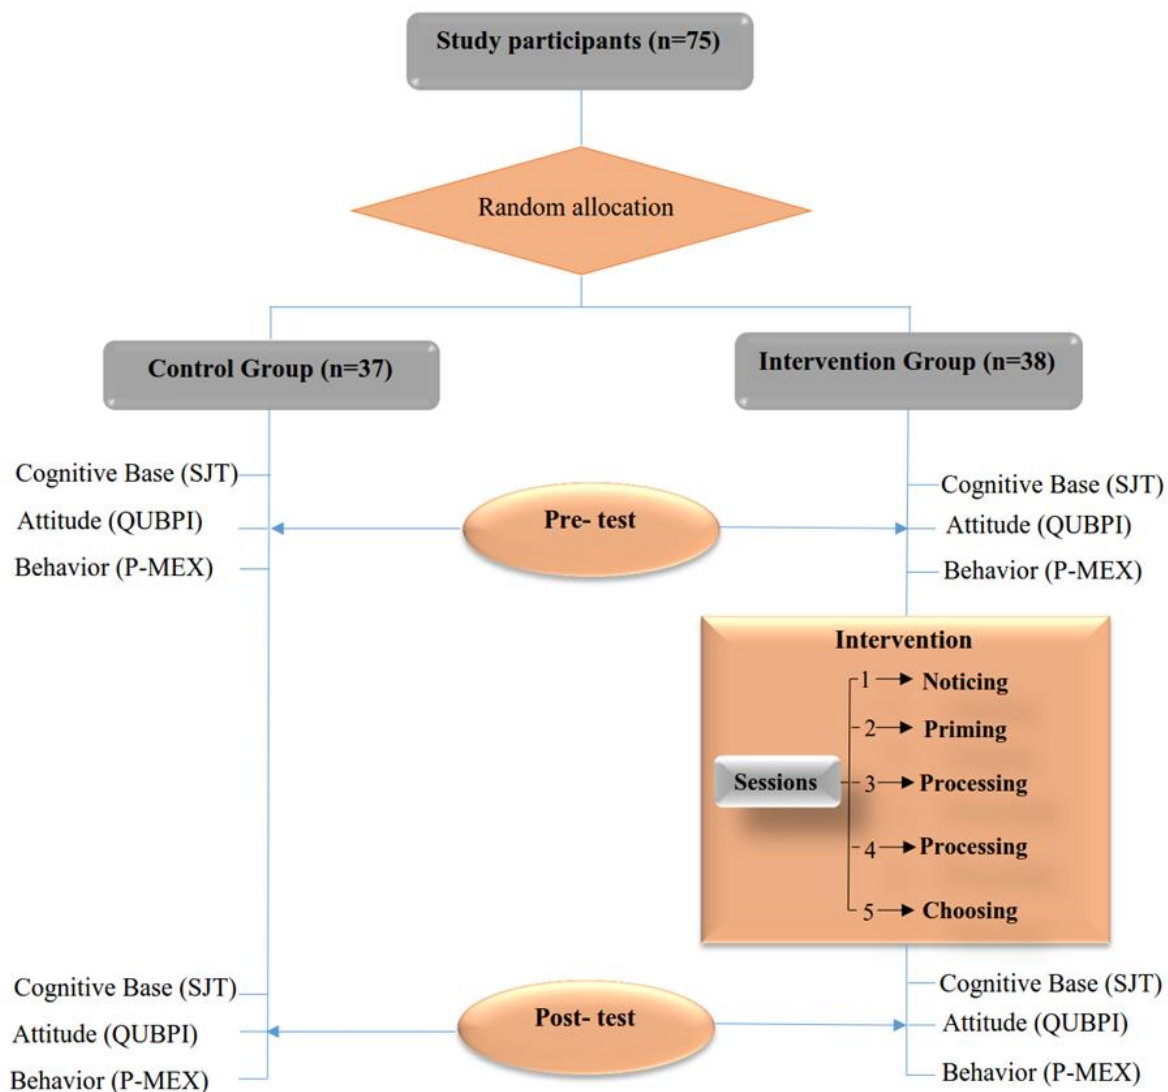 Study participants (n=75)
Random allocation
Control Group (n=37)
Intervention Group (n=38)
Cognitive Base (SJT)
Attitude (QUBPI)
Behavior (P-MEX)
Pre- test
Cognitive Base (SJT)
Attitude (QUBPI)
Behavior (P-MEX)
Intervention
Sessions
1 Noticing
2 Priming
3 Processing
4 Processing
5 Choosing
Cognitive Base (SJT)
Attitude (QUBPI)
Behavior (P-MEX)
Post- test
Cognitive Base (SJT)
Attitude (QUBPI)
Behavior (P-MEX)